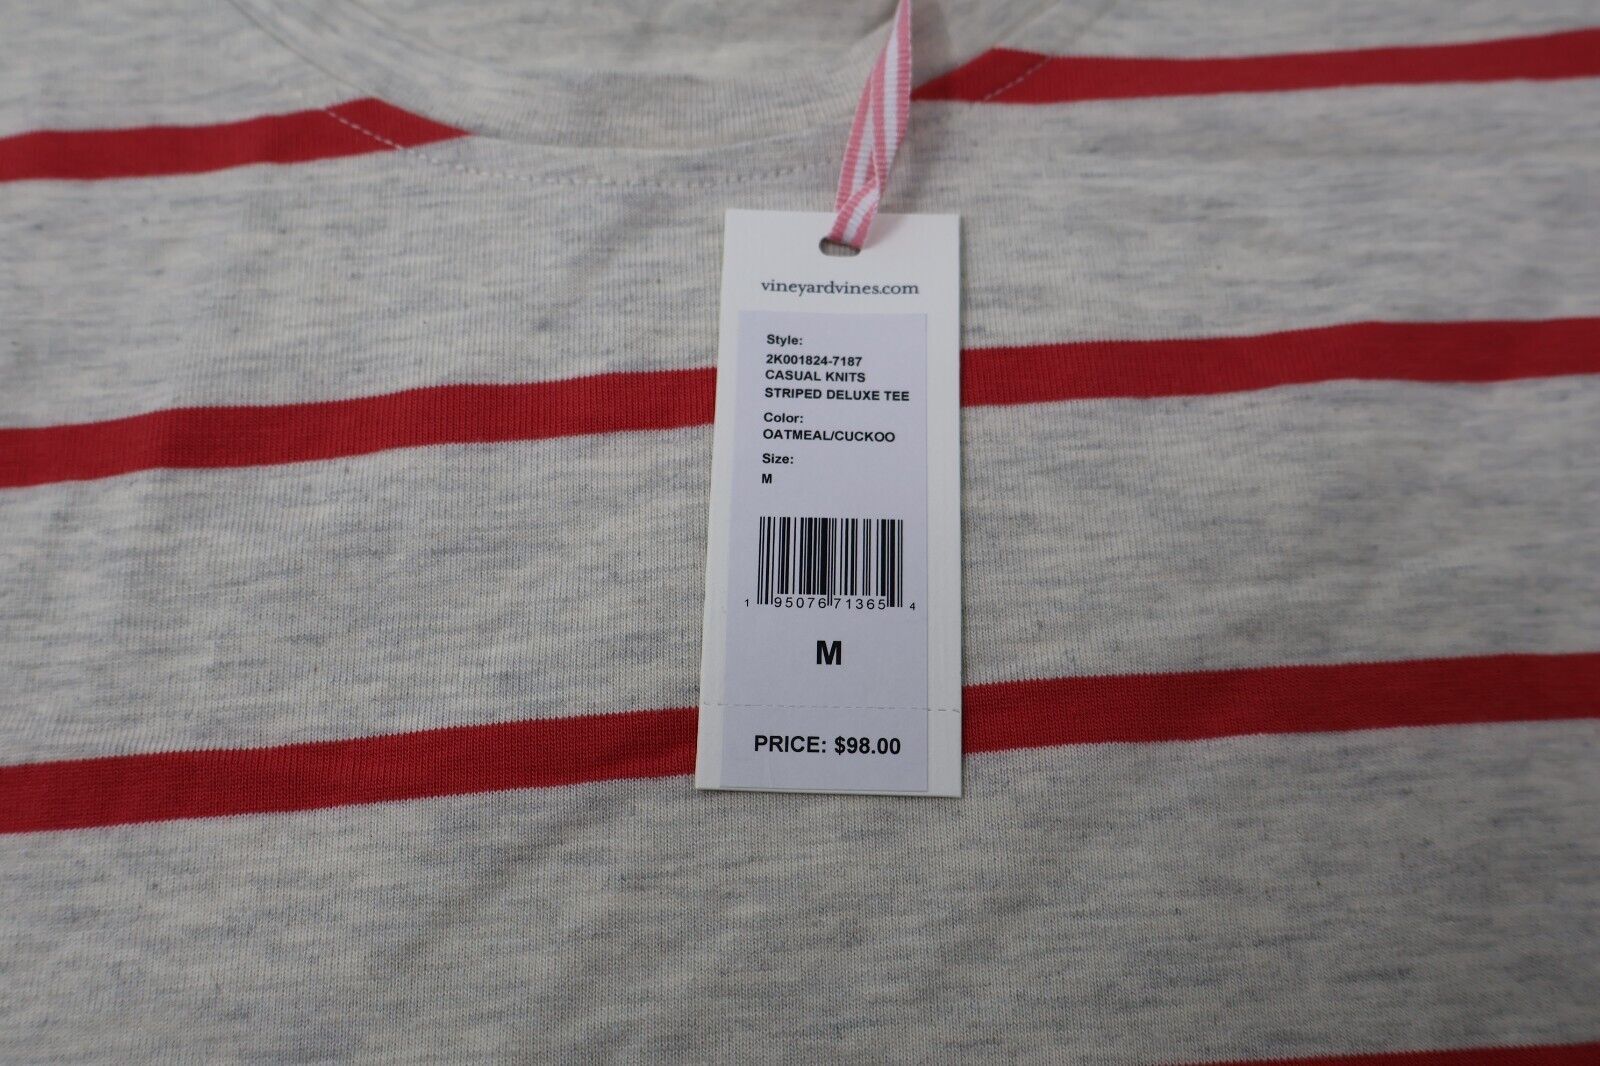 vineyardvines.com
Style:
2K001824-7187
CASUAL KNITS
STRIPED DELUXE TEE
Color:
OATMEAL/CUCKOO
Size:
M
1 95076 71365 4
M
PRICE: $98.00